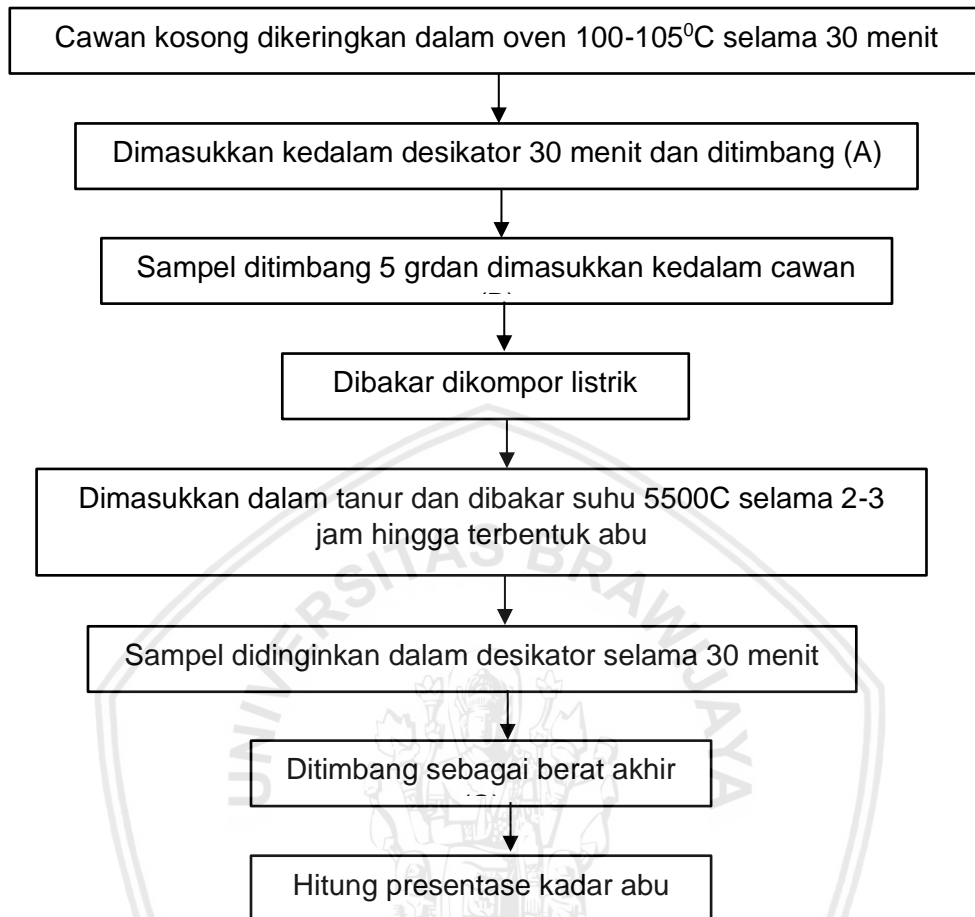 Cawan kosong dikeringkan dalam oven 100-105⁰C selama 30 menit
Dimasukkan kedalam desikator 30 menit dan ditimbang (A)
Sampel ditimbang 5 grdan dimasukkan kedalam cawan
Dibakar dikompor listrik
Dimasukkan dalam tanur dan dibakar suhu 5500C selama 2-3
jam hingga terbentuk abu
Sampel didinginkan dalam desikator selama 30 menit
Ditimbang sebagai berat akhir
Hitung presentase kadar abu
UNIVERSITAS BRAWIJAYA